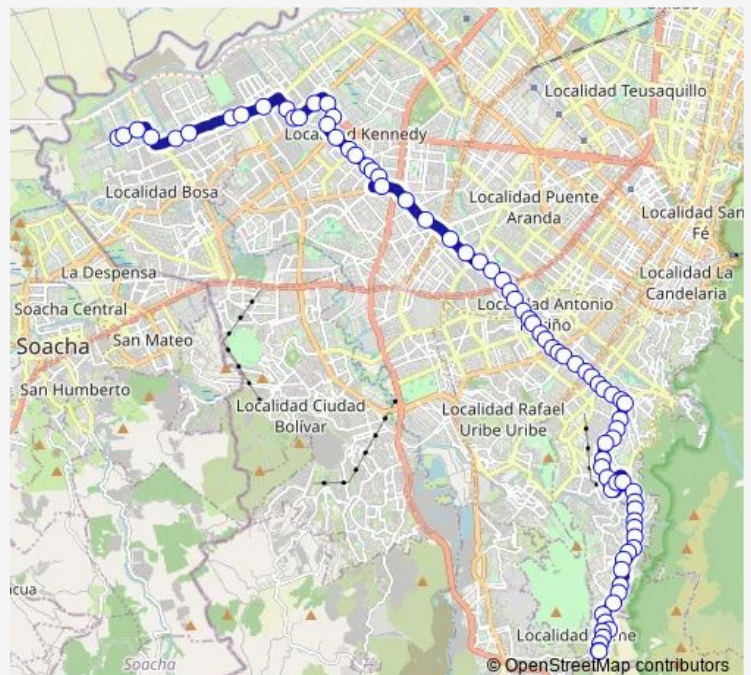 Localidad Teusaquillo
Kennedy
Localidad Bosa
Localidad Puente
Aranda
Localidad San
Fé
La Despensa
Localidad La
Candelaria
Soacha Central
Antonio
Soacha
San Mateo
San Humberto
Localidad Ciudad
Bolívar
Localidad Rafael
Uribe Uribe
Localidad
Soacha
© OpenStreetMap contributors